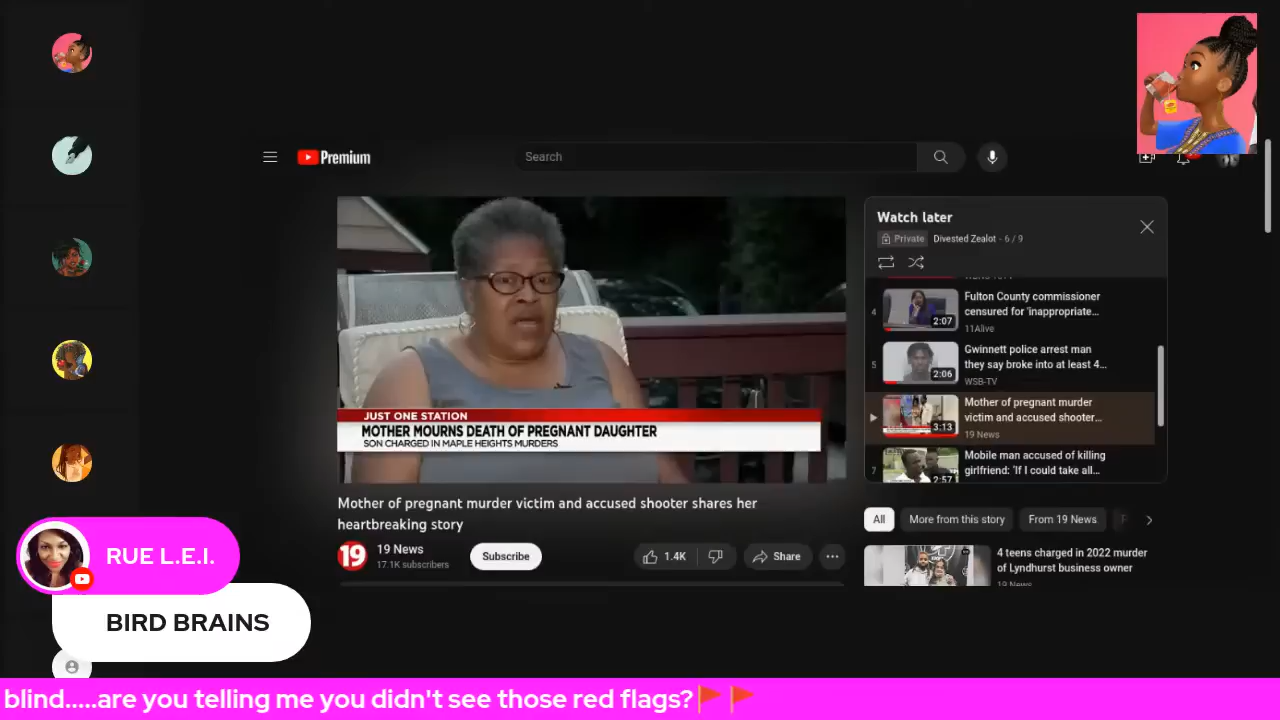 Premium
Search
Watch later
Private
Divested Zealot - 6 / 9
4
2:07
Fulton County commissioner
censured for 'inappropriate...
11Alive
5
2:06
Gwinnett police arrest man
they say broke into at least 4...
WSB-TV
3:13
Mother of pregnant murder
victim and accused shooter...
19 News
7
2:57
Mobile man accused of killing
girlfriend: 'If I could take all...
JUST ONE STATION
MOTHER MOURNS DEATH OF PREGNANT DAUGHTER
SON CHARGED IN MAPLE HEIGHTS MURDERS
Mother of pregnant murder victim and accused shooter shares her
heartbreaking story
19
19 News
17.1K subscribers
Subscribe
1.4K
Share
All
More from this story
From 19 News
4 teens charged in 2022 murder
of Lyndhurst business owner
19 News
RUE L.E.I.
BIRD BRAINS
blind.....are you telling me you didn't see those red flags?🚩🚩